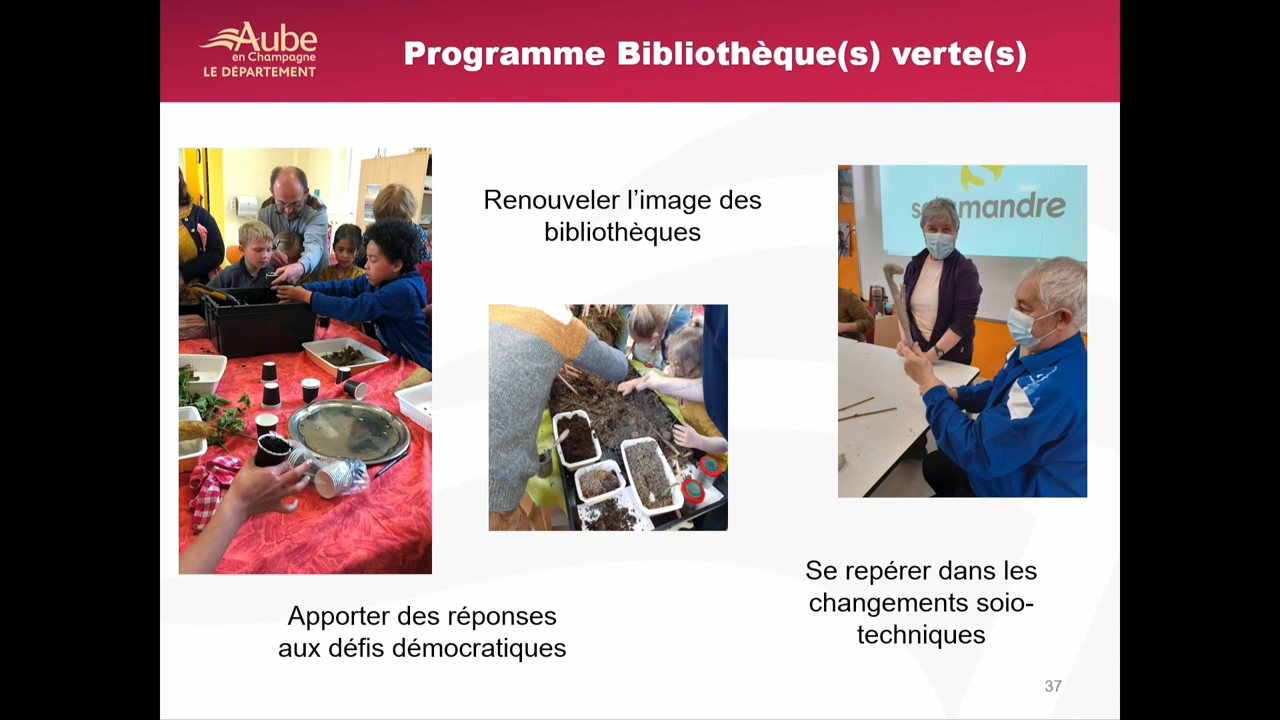 Aube
en Champagne
LE DÉPARTEMENT
Programme Bibliothèque(s) verte(s)
Renouveler l’image des
bibliothèques
salamandre
Apporter des réponses
aux défis démocratiques
Se repérer dans les
changements soio-
techniques
37